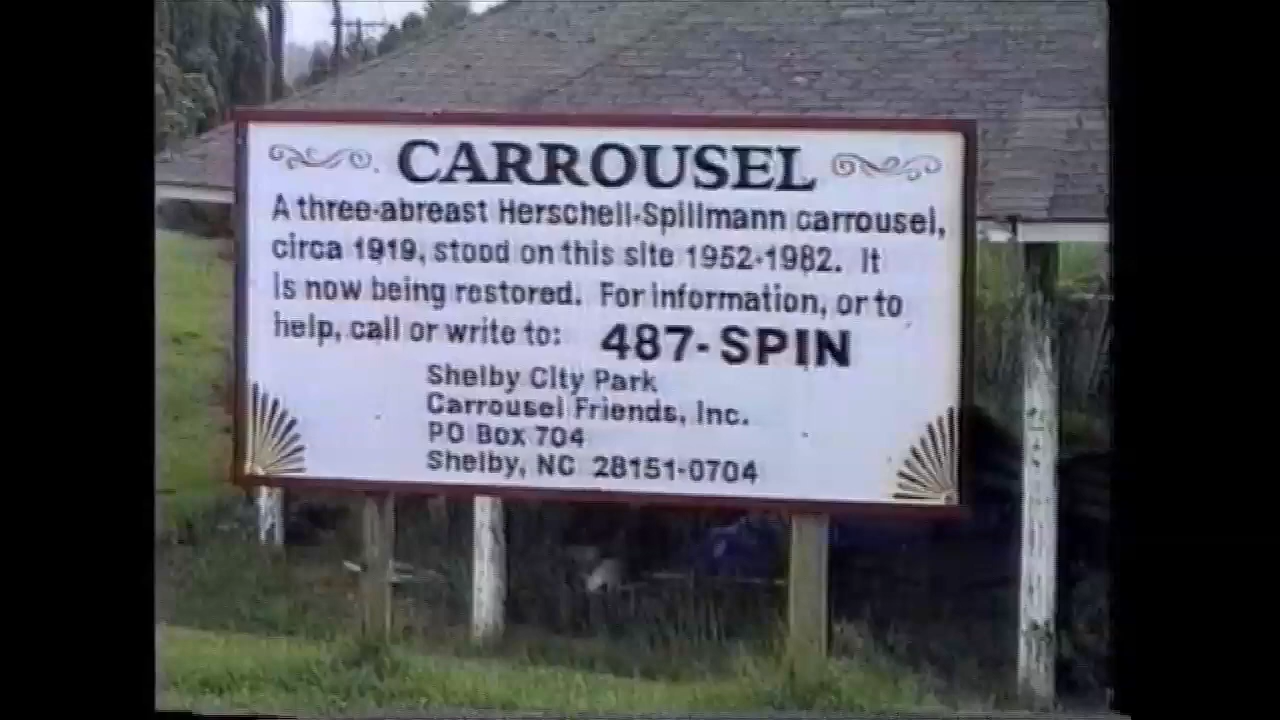 CARROUSEL
A three-abreast Herschell-Spillmann carrousel,
circa 1919, stood on this site 1952-1982. It
is now being restored. For information, or to
help, call or write to: 487-SPIN
Shelby City Park
Carrousel Friends, Inc.
PO Box 704
Shelby, NC 28151-0704